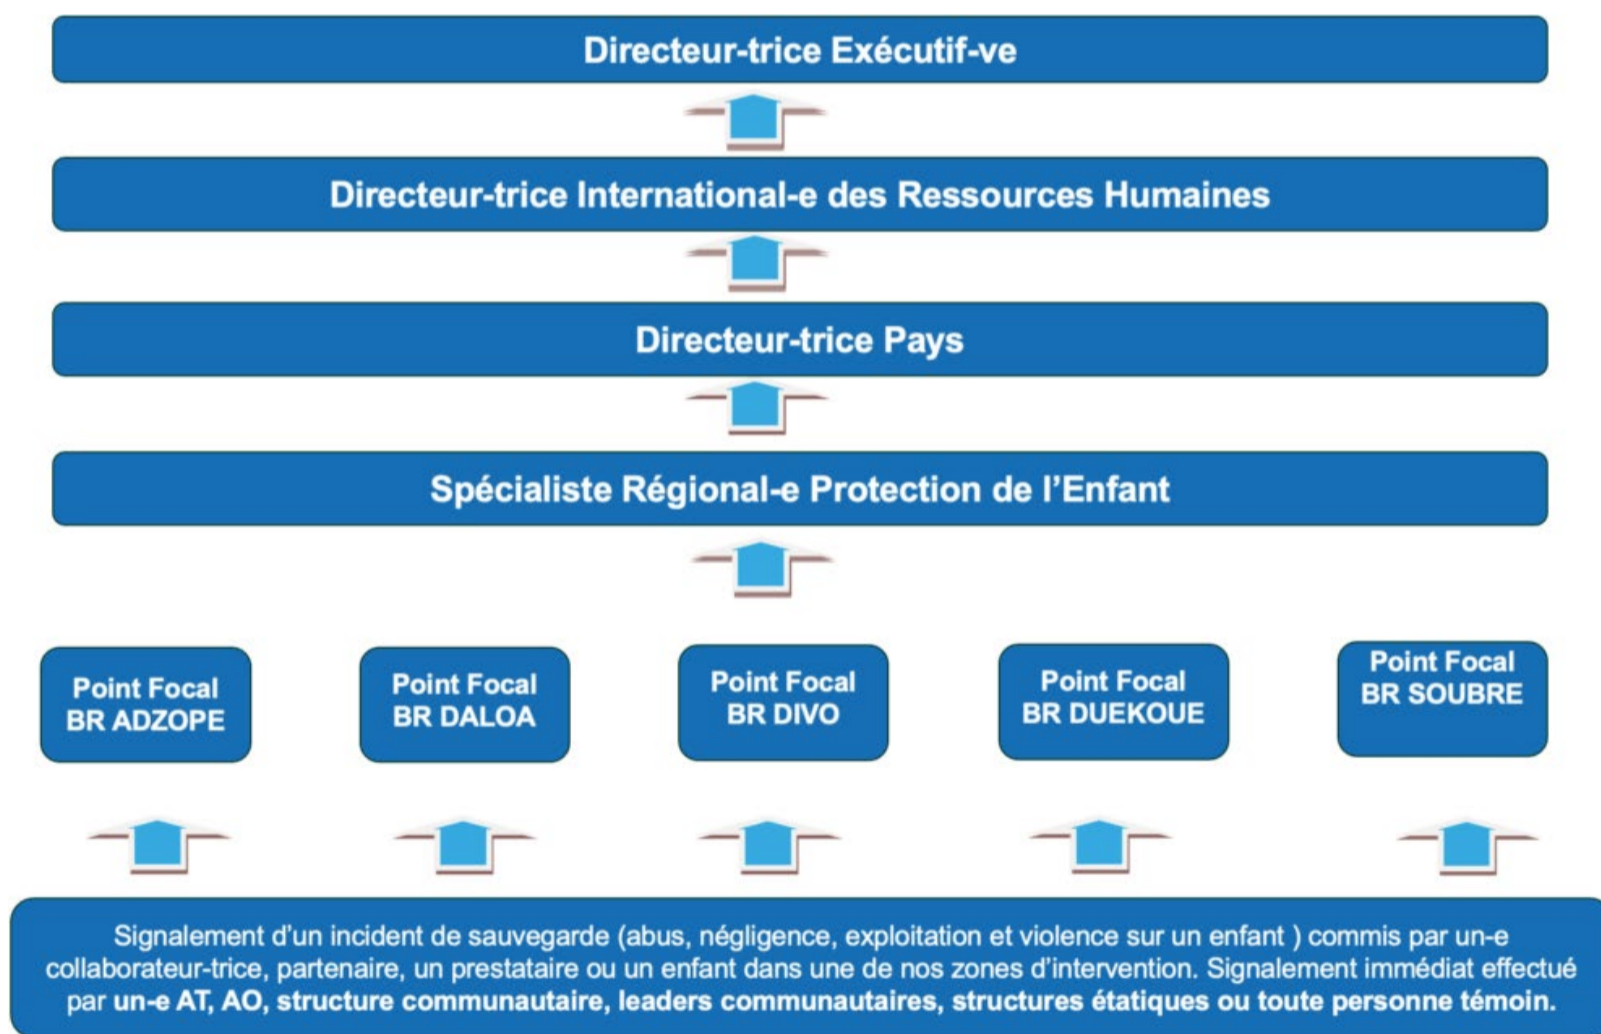 Directeur-trice Exécutif-ve
Directeur-trice International-e des Ressources Humaines
Directeur-trice Pays
Spécialiste Régional-e Protection de l’Enfant
Point Focal
BR ADZOPE
Point Focal
BR DALOA
Point Focal
BR DIVO
Point Focal
BR DUEKOUE
Point Focal
BR SOUBRE
Signalement d’un incident de sauvegarde (abus, négligence, exploitation et violence sur un enfant ) commis par un-e
collaborateur-trice, partenaire, un prestataire ou un enfant dans une de nos zones d’intervention. Signalement immédiat effectué
par un-e AT, AO, structure communautaire, leaders communautaires, structures étatiques ou toute personne témoin.